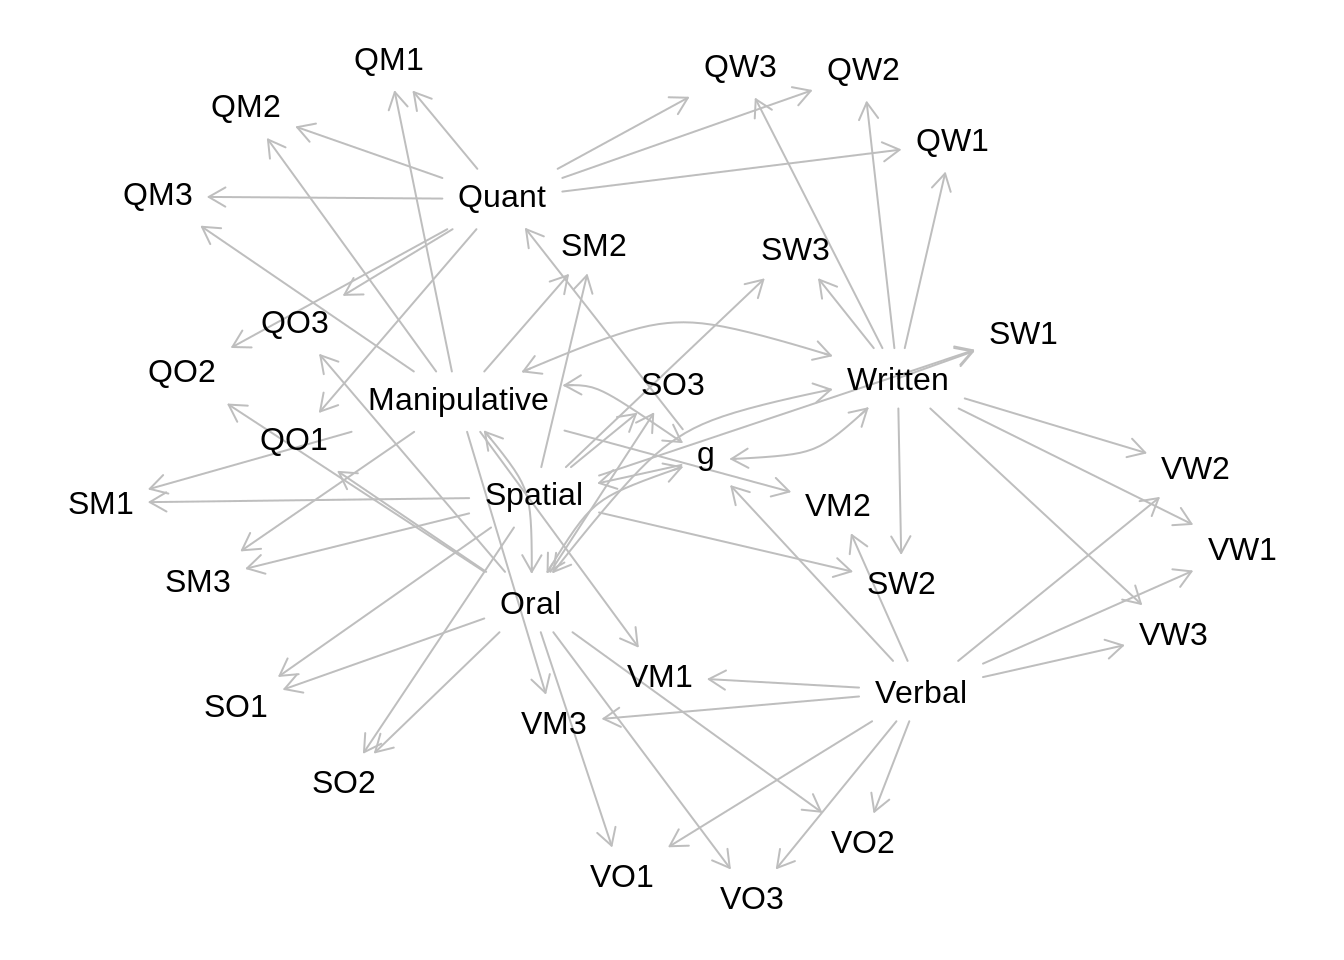 QM1
QW3
QW2
QM2
QW1
QM3
Quant
SM2
SW3
QO3
SW1
QO2
Written
SO3
Manipulative
QO1
g
VW2
Spatial
SM1
VM2
VW1
SM3
SW2
Oral
VW3
VM1
Verbal
SO1
VM3
SO2
VO2
VO1
VO3